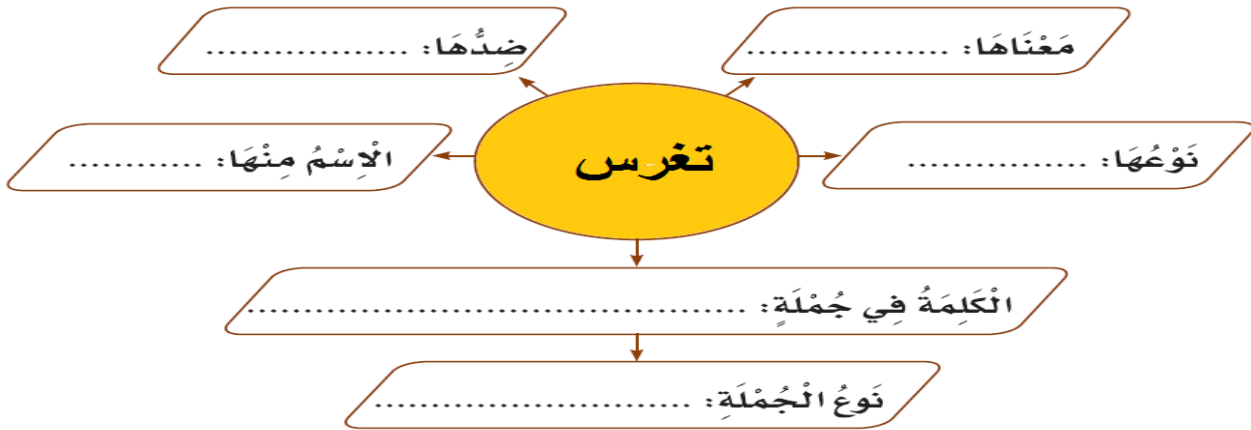 مَعْنَاهَا: ..................
ضِدُّهَا: ..................
تغرس
نَوْعُهَا: ................
الْاِسْمُ مِنْهَا: ............
الْكَلِمَةُ فِي جُمْلَةٍ: .............................................
نَوعُ الْجُمْلَةِ: .............................